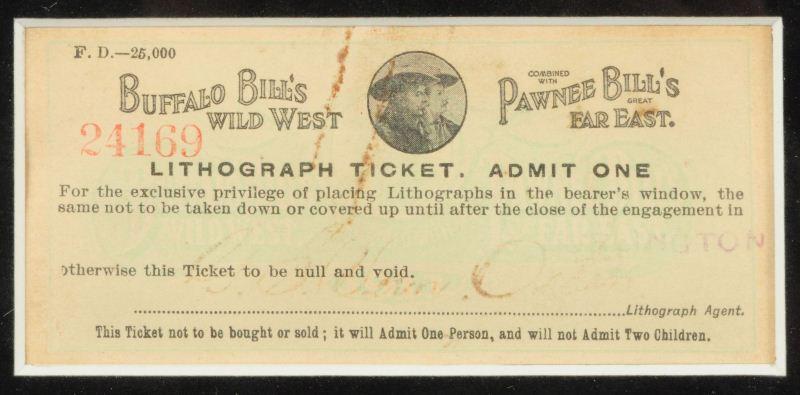 F. D.—25,000
BUFFALO BILL'S
WILD WEST
COMBINED
WITH
PAWNEE BILL'S
GREAT
FAR EAST.
24169
LITHOGRAPH TICKET. ADMIT ONE
For the exclusive privilege of placing Lithographs in the bearer's window, the
same not to be taken down or covered up until after the close of the engagement in
otherwise this Ticket to be null and void.
Lithograph Agent.
This Ticket not to be bought or sold; it will Admit One Person, and will not Admit Two Children.